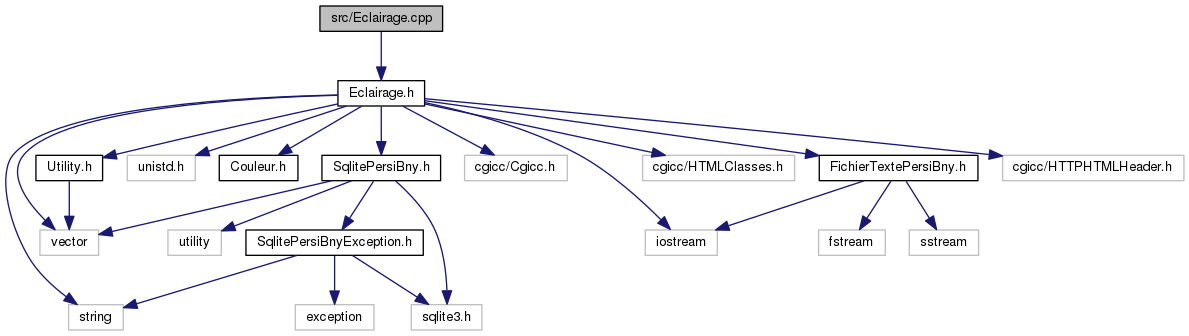 src/Eclairage.cpp
Eclairage.h
Utility.h
unistd.h
Couleur.h
SqlitePersiBny.h
cgicc/Cgicc.h
cgicc/HTMLClasses.h
FichierTextePersiBny.h
cgicc/HTTPHTMLHeader.h
vector
utility
SqlitePersiBnyException.h
iostream
fstream
sstream
string
exception
sqlite3.h